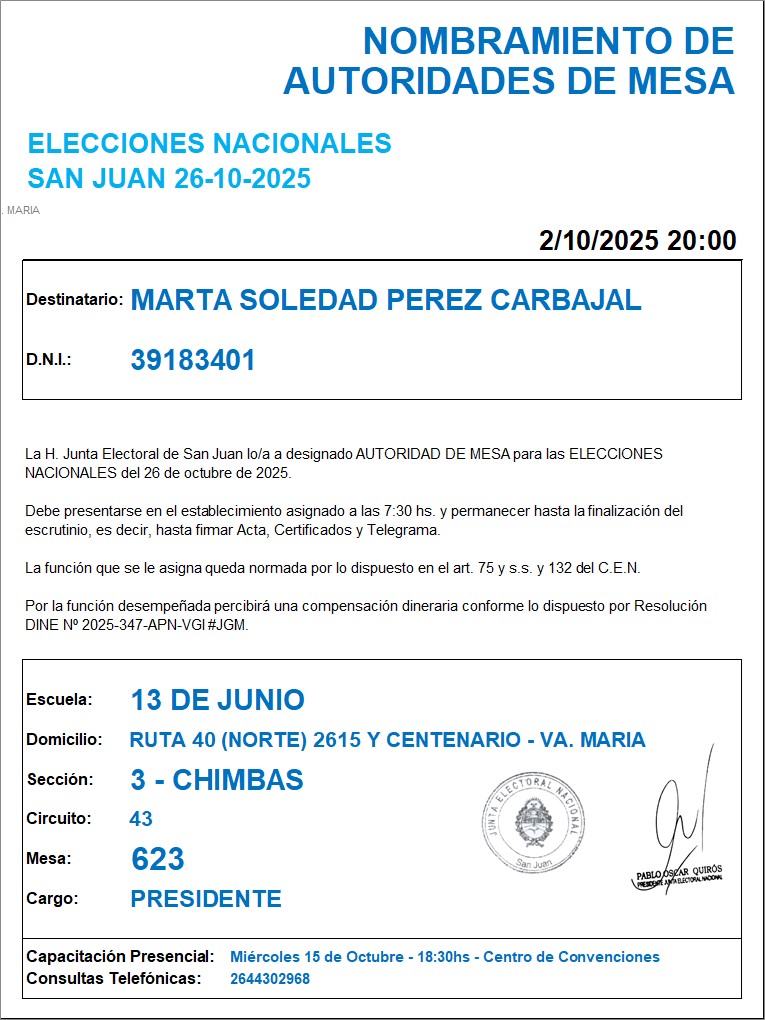 NOMBRAMIENTO DE
AUTORIDADES DE MESA
ELECCIONES NACIONALES
SAN JUAN 26-10-2025
. MARIA
2/10/2025 20:00
Destinatario: MARTA SOLEDAD PEREZ CARBAJAL
D.N.I.: 39183401
La H. Junta Electoral de San Juan lo/a a designado AUTORIDAD DE MESA para las ELECCIONES
NACIONALES del 26 de octubre de 2025.
Debe presentarse en el establecimiento asignado a las 7:30 hs. y permanecer hasta la finalización del
escrutinio, es decir, hasta firmar Acta, Certificados y Telegrama.
La función que se le asigna queda normada por lo dispuesto en el art. 75 y s.s. y 132 del C.E.N.
Por la función desempeñada percibirá una compensación dineraria conforme lo dispuesto por Resolución
DINE Nº 2025-347-APN-VGI#JGM.
Escuela: 13 DE JUNIO
Domicilio: RUTA 40 (NORTE) 2615 Y CENTENARIO - VA. MARIA
Sección: 3 - CHIMBAS
Circuito: 43
Mesa: 623
Cargo: PRESIDENTE
JUNTA ELECTORAL NACIONAL
San Juan
PABLO OSCAR QUIRÓS
PRESIDENTE JUNTA ELECTORAL NACIONAL
Capacitación Presencial: Miércoles 15 de Octubre - 18:30hs - Centro de Convenciones
Consultas Telefónicas: 2644302968